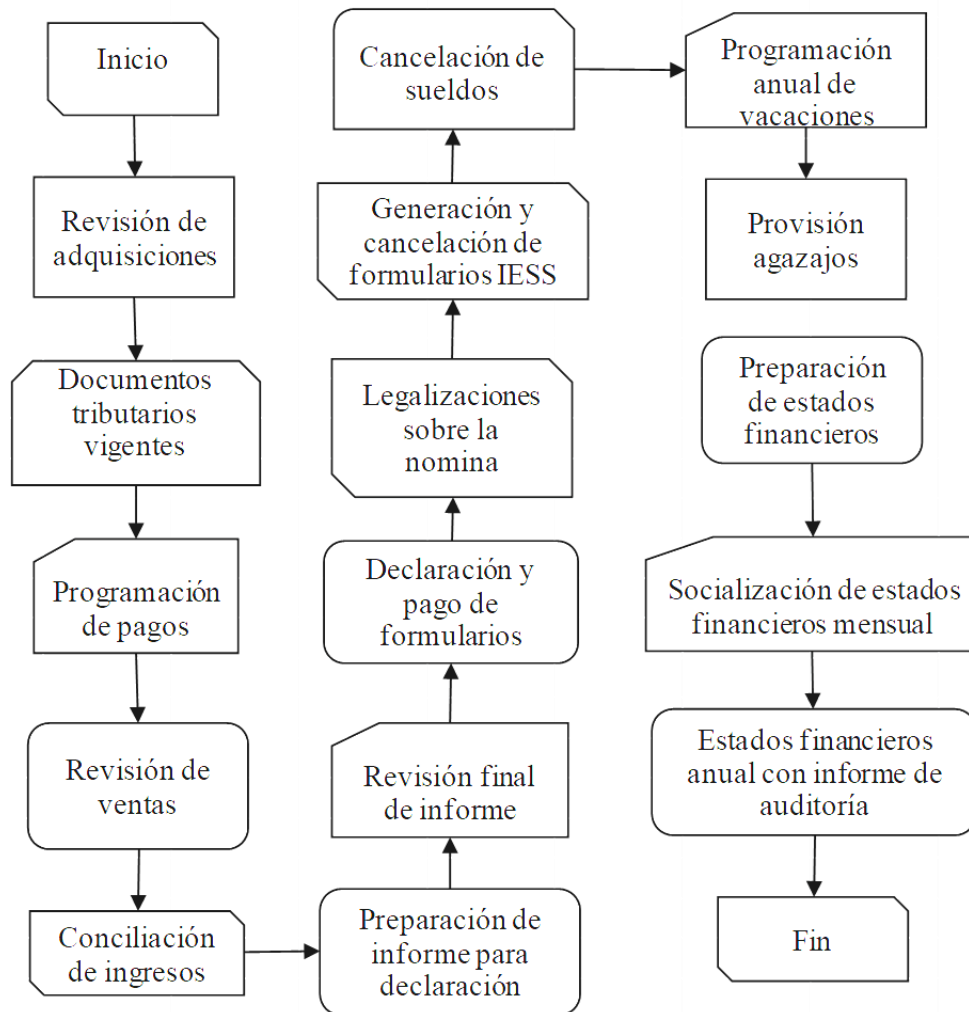 Inicio
Revisión de
adquisiciones
Documentos
tributarios
vigentes
Programación
de pagos
Revisión de
ventas
Conciliación
de ingresos
Preparación de
informe para
declaración
Revisión final
de informe
Declaración y
pago de
formularios
Legalizaciones
sobre la
nomina
Generación y
cancelación de
formularios IESS
Cancelación de
sueldos
Programación
anual de
vacaciones
Provisión
agazajos
Preparación
de estados
financieros
Socialización de estados
financieros mensual
Estados financieros
anual con informe de
auditoría
Fin